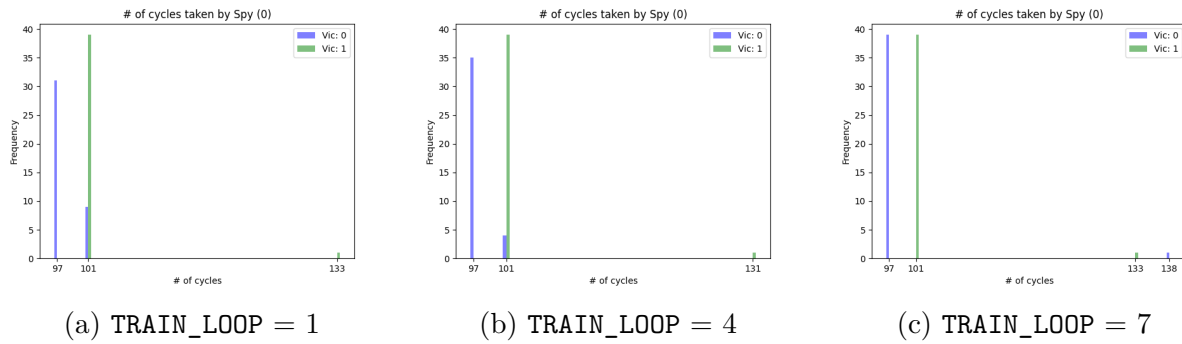 # of cycles taken by Spy (0)
Vic: 0
Vic: 1
Frequency
40
35
30
25
20
15
10
5
0
97 101 133
# of cycles
(a) TRAIN_LOOP = 1
# of cycles taken by Spy (0)
Vic: 0
Vic: 1
Frequency
40
35
30
25
20
15
10
5
0
97 101 131
# of cycles
(b) TRAIN_LOOP = 4
# of cycles taken by Spy (0)
Vic: 0
Vic: 1
Frequency
40
35
30
25
20
15
10
5
0
97 101 133 138
# of cycles
(c) TRAIN_LOOP = 7